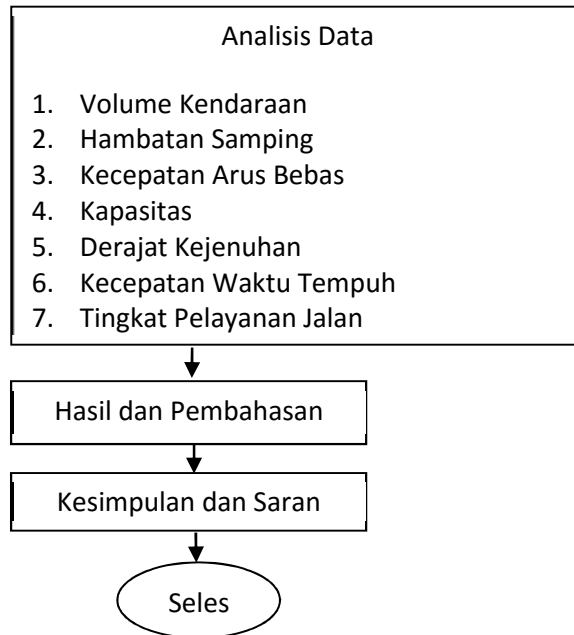 Analisis Data
1. Volume Kendaraan
2. Hambatan Samping
3. Kecepatan Arus Bebas
4. Kapasitas
5. Derajat Kejenuhan
6. Kecepatan Waktu Tempuh
7. Tingkat Pelayanan Jalan
Hasil dan Pembahasan
Kesimpulan dan Saran
Seles